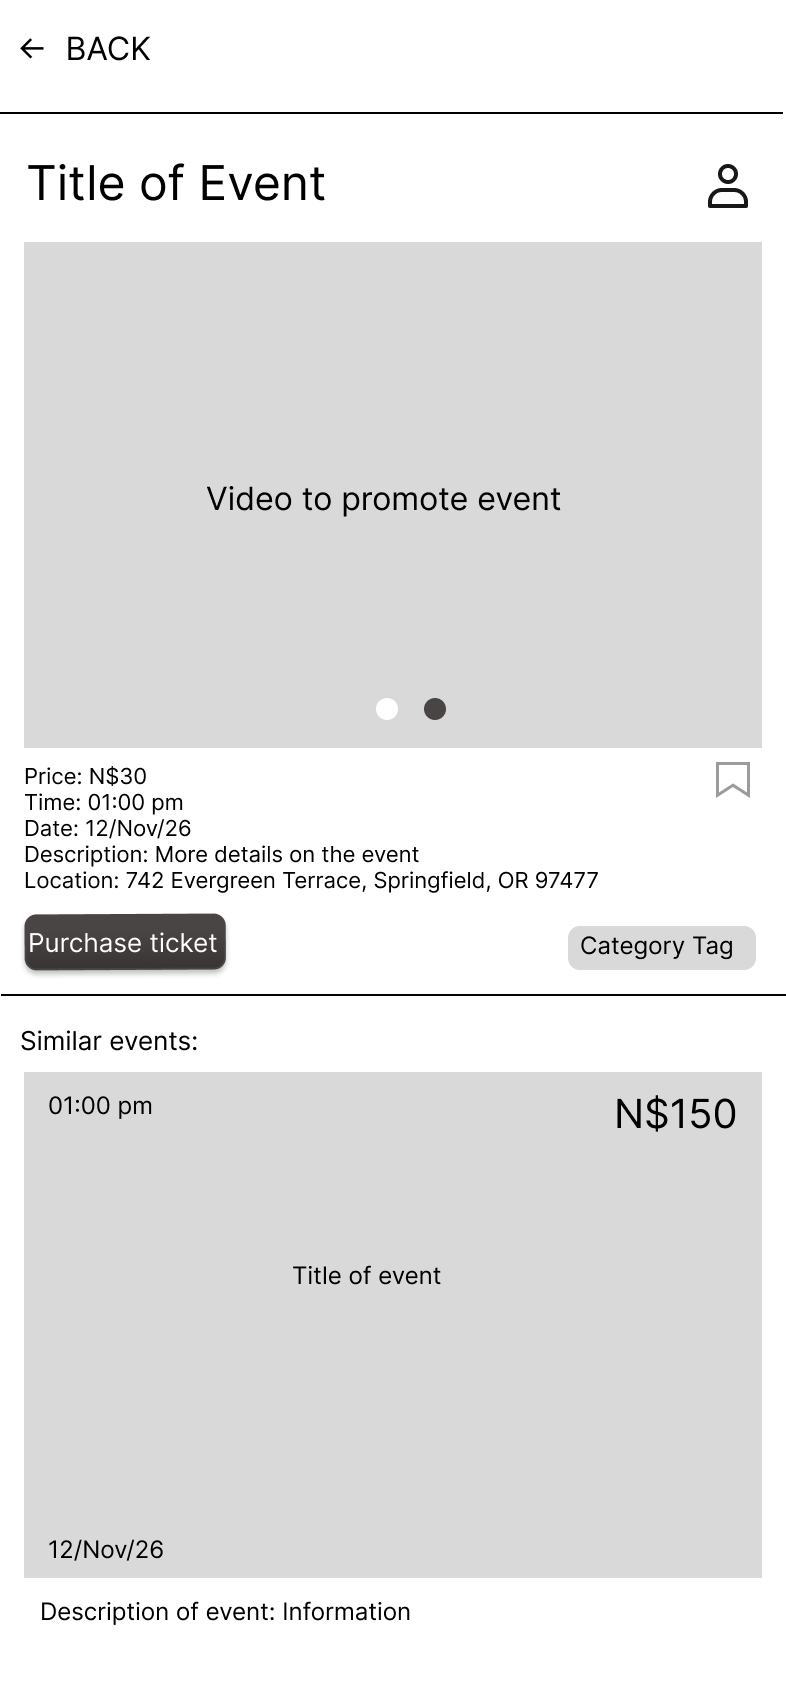 ← BACK
Title of Event
Video to promote event
Price: N$30
Time: 01:00 pm
Date: 12/Nov/26
Description: More details on the event
Location: 742 Evergreen Terrace, Springfield, OR 97477
Purchase ticket
Category Tag
Similar events:
01:00 pm
N$150
Title of event
12/Nov/26
Description of event: Information